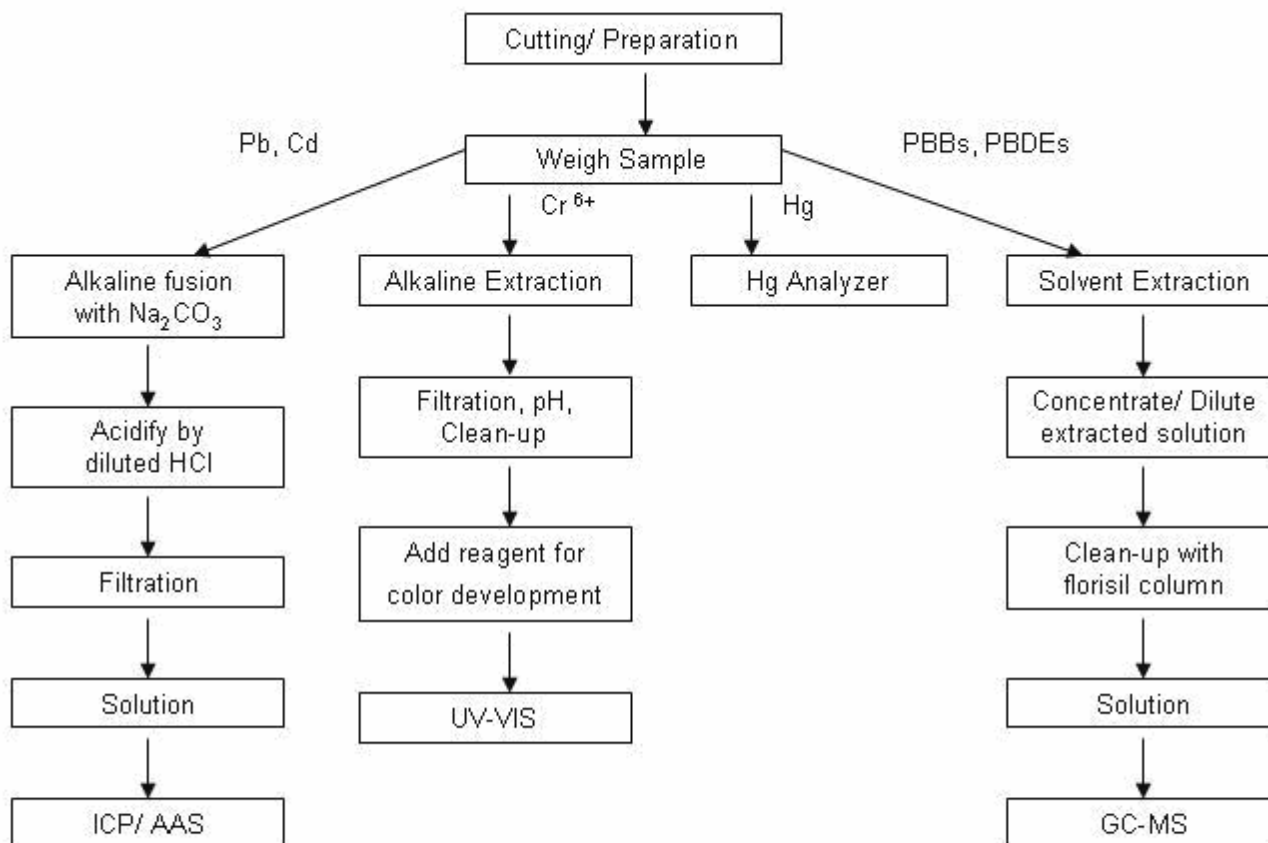 Cutting/ Preparation
Pb, Cd
PBBs, PBDEs
Weigh Sample
Cr 6+
Hg
Alkaline fusion
with Na2CO3
Alkaline Extraction
Hg Analyzer
Solvent Extraction
Acidify by
diluted HCl
Filtration, pH,
Clean-up
Concentrate/ Dilute
extracted solution
Filtration
Add reagent for
color development
Clean-up with
florisil column
Solution
UV-VIS
Solution
ICP/ AAS
GC-MS